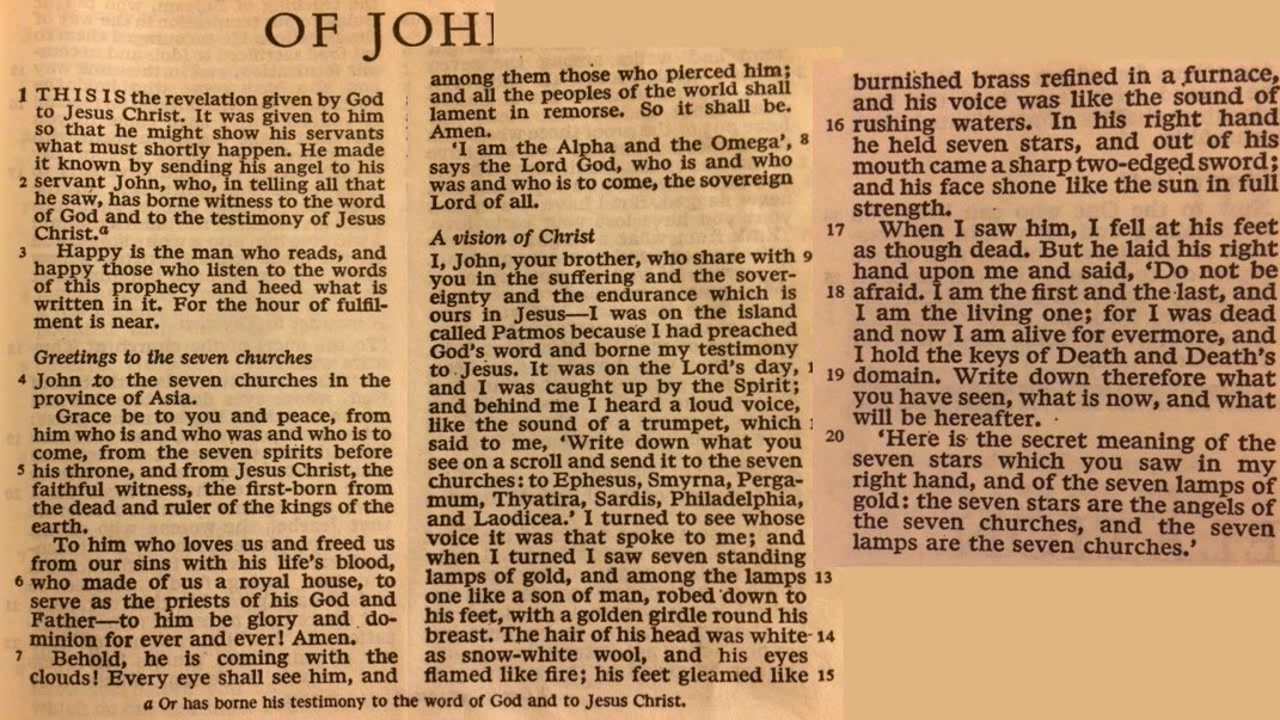 OF JOH
1 THIS IS the revelation given by God
to Jesus Christ. It was given to him
so that he might show his servants
what must shortly happen. He made
it known by sending his angel to his
2 servant John, who, in telling all that
he saw, has borne witness to the word
of God and to the testimony of Jesus
Christ.a
3 Happy is the man who reads, and
happy those who listen to the words
of this prophecy and heed what is
written in it. For the hour of fulfil-
ment is near.
Greetings to the seven churches
4 John to the seven churches in the
province of Asia.
Grace be to you and peace, from
him who is and who was and who is to
come, from the seven spirits before
5 his throne, and from Jesus Christ, the
faithful witness, the first-born from
the dead and ruler of the kings of the
earth.
To him who loves us and freed us
from our sins with his life's blood,
6 who made of us a royal house, to
serve as the priests of his God and
Father—to him be glory and do-
minion for ever and ever! Amen.
7 Behold, he is coming with the
clouds! Every eye shall see him, and
among them those who pierced him;
and all the peoples of the world shall
lament in remorse. So it shall be.
Amen.
'I am the Alpha and the Omega', 8
says the Lord God, who is and who
was and who is to come, the sovereign
Lord of all.
A vision of Christ
I, John, your brother, who share with 9
you in the suffering and the sover-
eignty and the endurance which is
ours in Jesus—I was on the island
called Patmos because I had preached
God's word and borne my testimony
to Jesus. It was on the Lord's day, 1
and I was caught up by the Spirit;
and behind me I heard a loud voice,
like the sound of a trumpet, which
said to me, 'Write down what you
see on a scroll and send it to the seven
churches: to Ephesus, Smyrna, Perga-
mum, Thyatira, Sardis, Philadelphia,
and Laodicea.' I turned to see whose
voice it was that spoke to me; and
when I turned I saw seven standing
lamps of gold, and among the lamps 13
one like a son of man, robed down to
his feet, with a golden girdle round his
breast. The hair of his head was white 14
as snow-white wool, and his eyes
flamed like fire; his feet gleamed like 15
burnished brass refined in a furnace,
and his voice was like the sound of
16 rushing waters. In his right hand
he held seven stars, and out of his
mouth came a sharp two-edged sword;
and his face shone like the sun in full
strength.
17 When I saw him, I fell at his feet
as though dead. But he laid his right
hand upon me and said, 'Do not be
18 afraid. I am the first and the last, and
I am the living one; for I was dead
and now I am alive for evermore, and
I hold the keys of Death and Death's
19 domain. Write down therefore what
you have seen, what is now, and what
will be hereafter.
20 'Here is the secret meaning of the
seven stars which you saw in my
right hand, and of the seven lamps of
gold: the seven stars are the angels of
the seven churches, and the seven
lamps are the seven churches.'
a Or has borne his testimony to the word of God and to Jesus Christ.